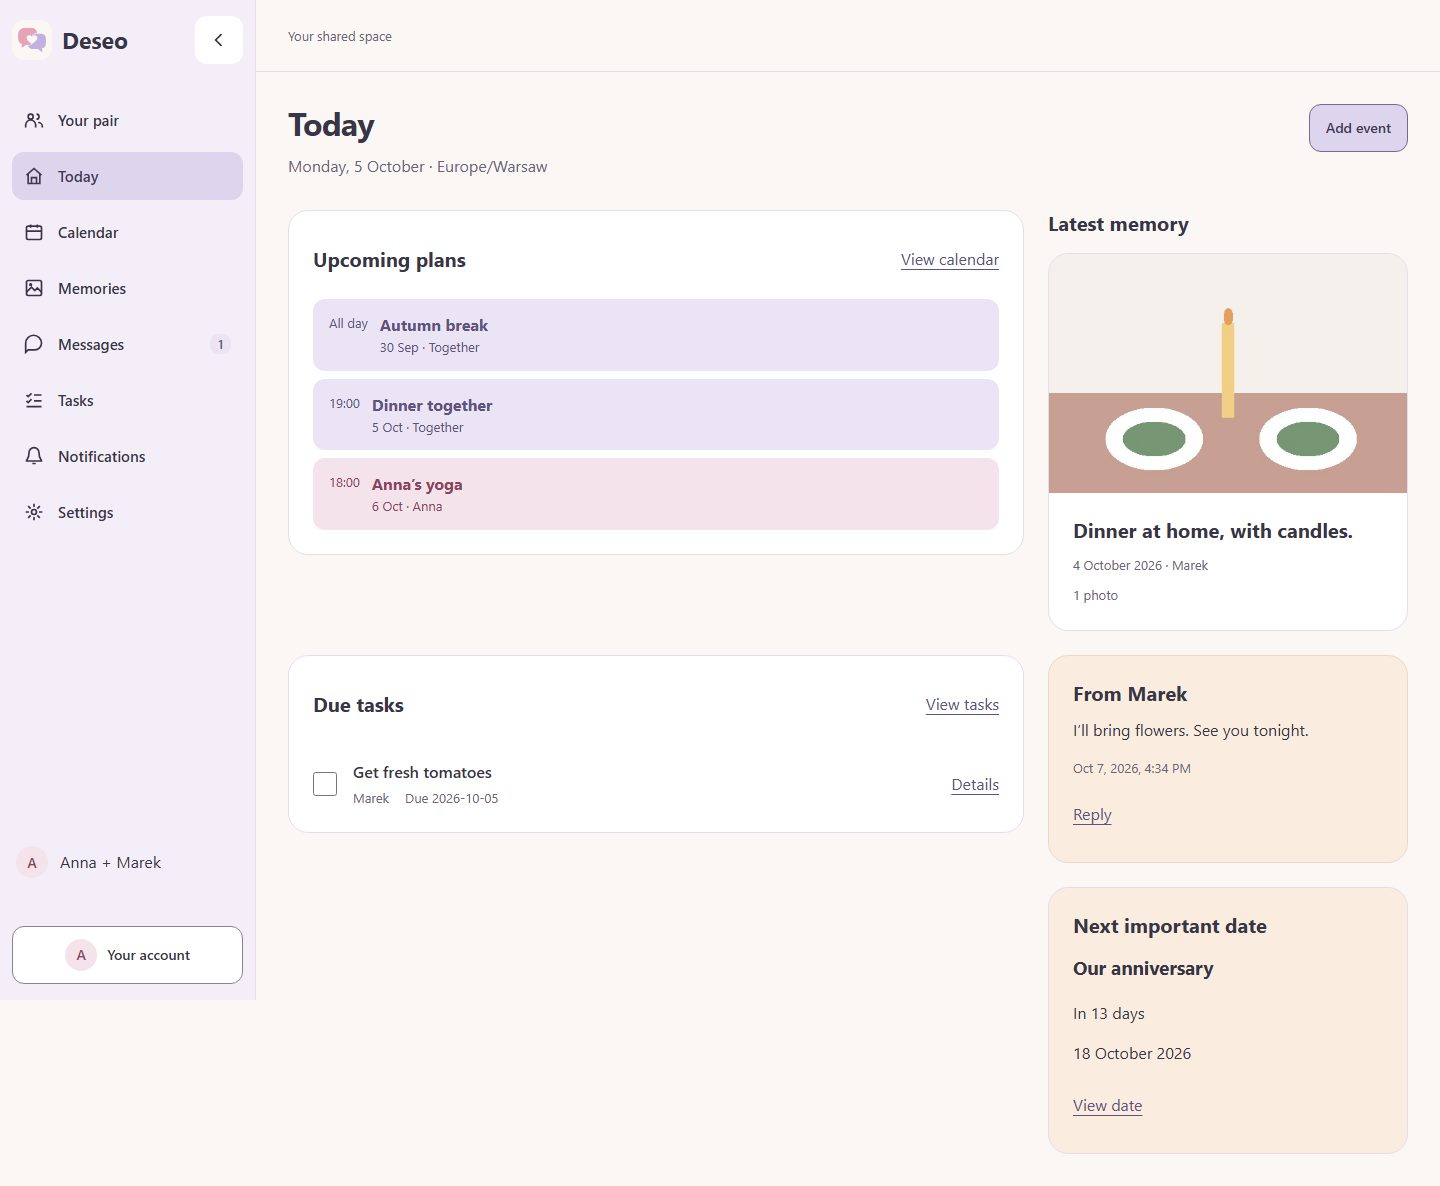 Deseo
Your pair
Today
Calendar
Memories
Messages 1
Tasks
Notifications
Settings
A Anna + Marek
A Your account
Your shared space
Today
Monday, 5 October · Europe/Warsaw
Add event
Upcoming plans
View calendar
All day Autumn break
30 Sep · Together
19:00 Dinner together
5 Oct · Together
18:00 Anna’s yoga
6 Oct · Anna
Due tasks
View tasks
Get fresh tomatoes
Marek Due 2026-10-05
Details
Latest memory
Dinner at home, with candles.
4 October 2026 · Marek
1 photo
From Marek
I’ll bring flowers. See you tonight.
Oct 7, 2026, 4:34 PM
Reply
Next important date
Our anniversary
In 13 days
18 October 2026
View date